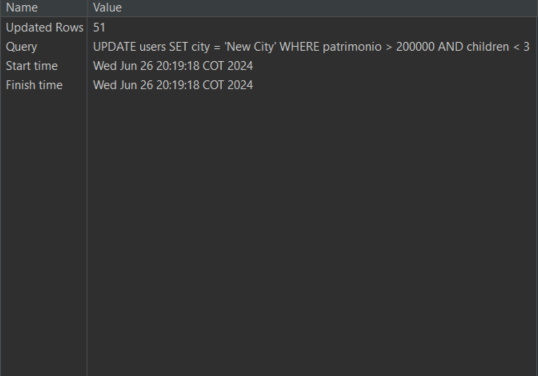 Name Value
Updated Rows 51
Query UPDATE users SET city = 'New City' WHERE patrimonio > 200000 AND children < 3
Start time Wed Jun 26 20:19:18 COT 2024
Finish time Wed Jun 26 20:19:18 COT 2024